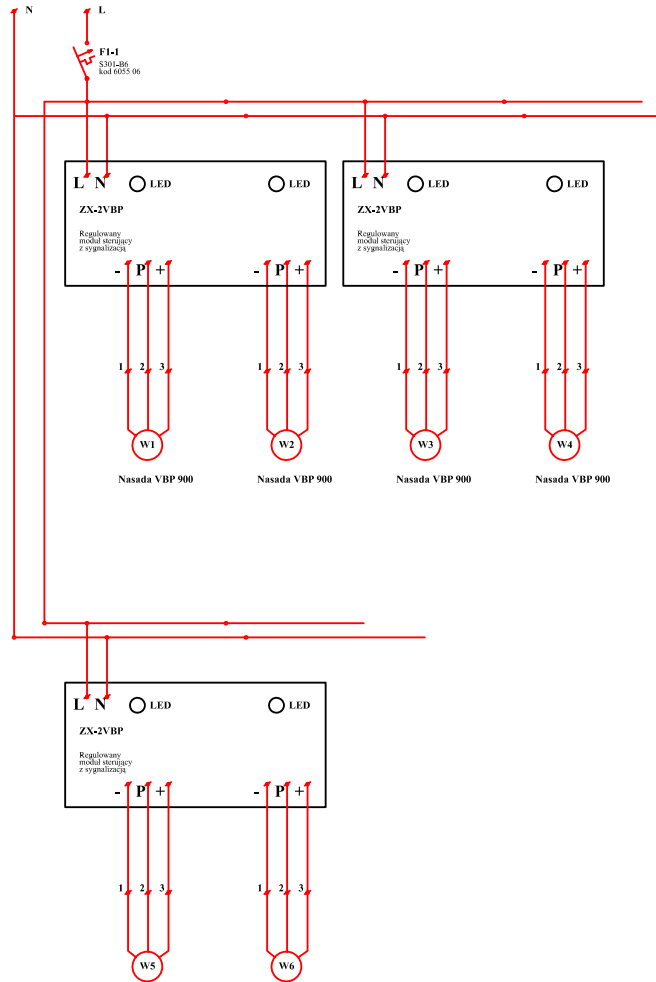 N L
F1-1
S301-B6
kod 6055 06
L N LED LED
ZX-2VBP
Regulowany
moduł sterujący
z sygnalizacją
- P + - P +
L N LED LED
ZX-2VBP
Regulowany
moduł sterujący
z sygnalizacją
- P + - P +
1 2 3 1 2 3 1 2 3 1 2 3
W1 W2 W3 W4
Nasada VBP 900 Nasada VBP 900 Nasada VBP 900 Nasada VBP 900
L N LED LED
ZX-2VBP
Regulowany
moduł sterujący
z sygnalizacją
- P + - P +
1 2 3 1 2 3
W5 W6